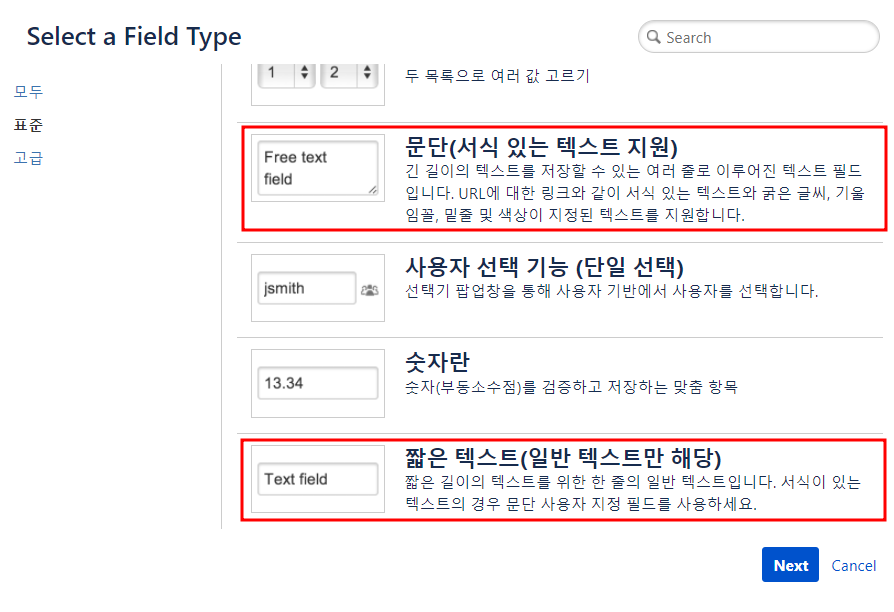 Select a Field Type
Search
모두
표준
고급
1 2
두 목록으로 여러 값 고르기
Free text
field
문단(서식 있는 텍스트 지원)
긴 길이의 텍스트를 저장할 수 있는 여러 줄로 이루어진 텍스트 필드
입니다. URL에 대한 링크와 같이 서식 있는 텍스트와 굵은 글씨, 기울
임꼴, 밑줄 및 색상이 지정된 텍스트를 지원합니다.
jsmith
사용자 선택 기능 (단일 선택)
선택기 팝업창을 통해 사용자 기반에서 사용자를 선택합니다.
13.34
숫자란
숫자(부동소수점)를 검증하고 저장하는 맞춤 항목
Text field
짧은 텍스트(일반 텍스트만 해당)
짧은 길이의 텍스트를 위한 한 줄의 일반 텍스트입니다. 서식이 있는
텍스트의 경우 문단 사용자 지정 필드를 사용하세요.
Next
Cancel